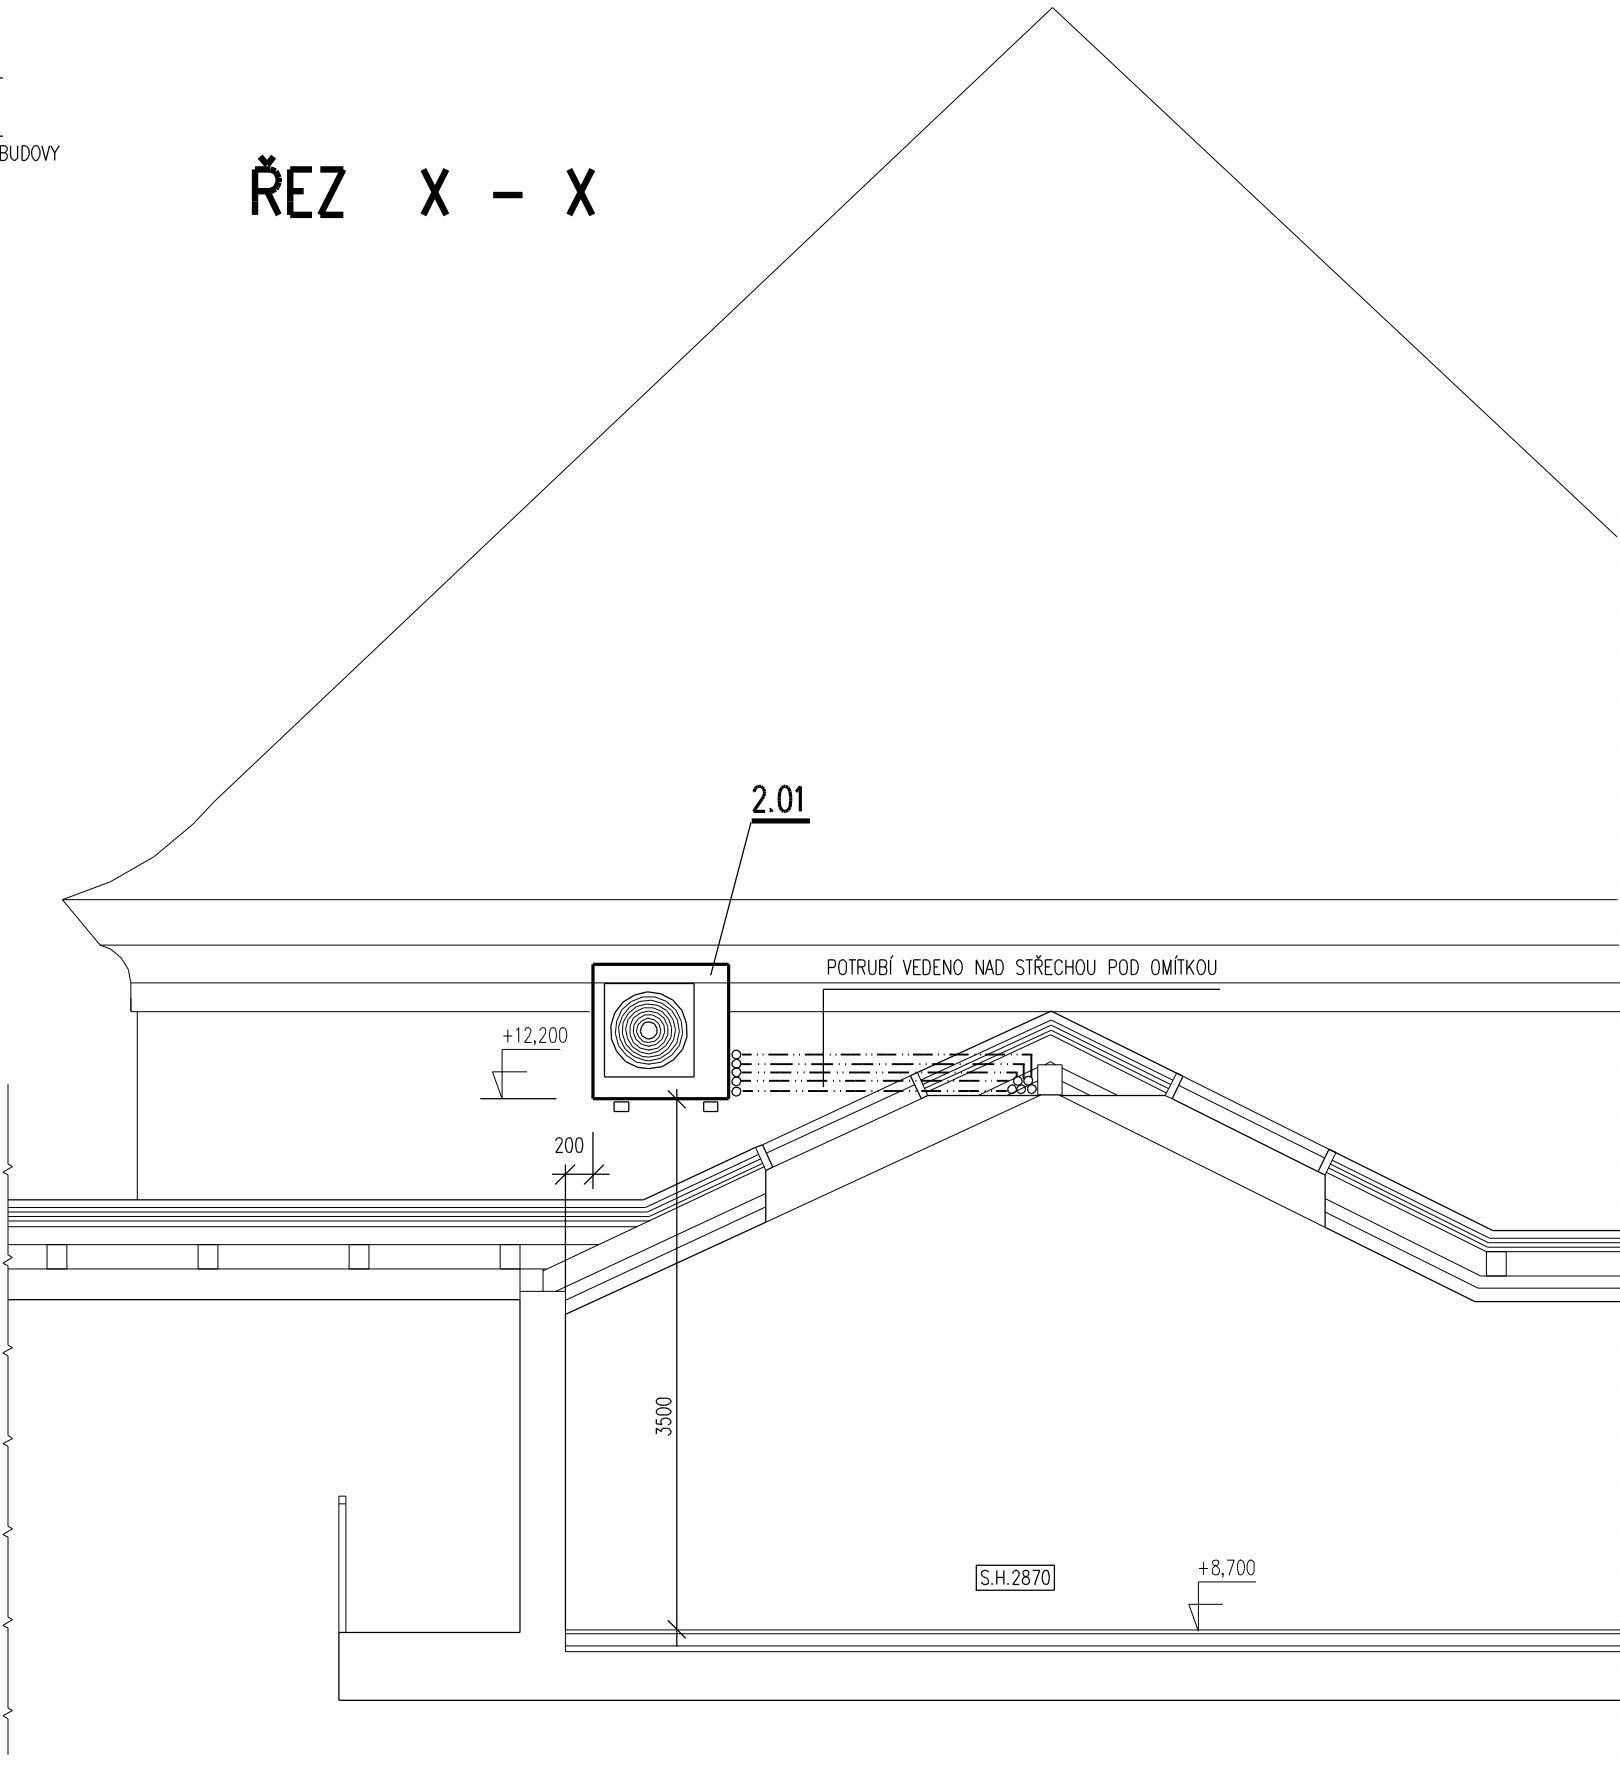 BUDOVY
ŘEZ X - X
2.01
POTRUBÍ VEDENO NAD STŘECHOU POD OMÍTKOU
+12,200
200
3500
S.H.2870
+8,700